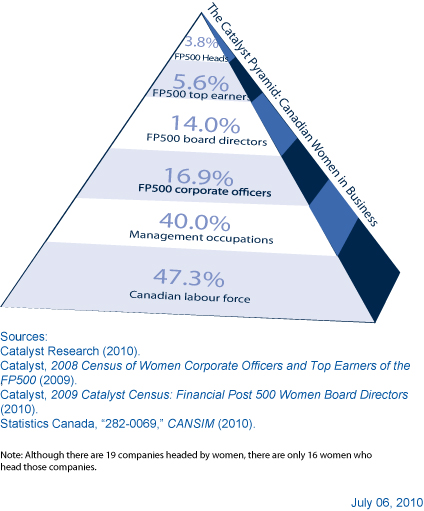 The Catalyst Pyramid: Canadian Women in Business
3.8%
FP500 Heads
5.6%
FP500 top earners
14.0%
FP500 board directors
16.9%
FP500 corporate officers
40.0%
Management occupations
47.3%
Canadian labour force
Sources:
Catalyst Research (2010).
Catalyst, 2008 Census of Women Corporate Officers and Top Earners of the
FP500 (2009).
Catalyst, 2009 Catalyst Census: Financial Post 500 Women Board Directors
(2010).
Statistics Canada, “282-0069,” CANSIM (2010).
Note: Although there are 19 companies headed by women, there are only 16 women who
head those companies.
July 06, 2010